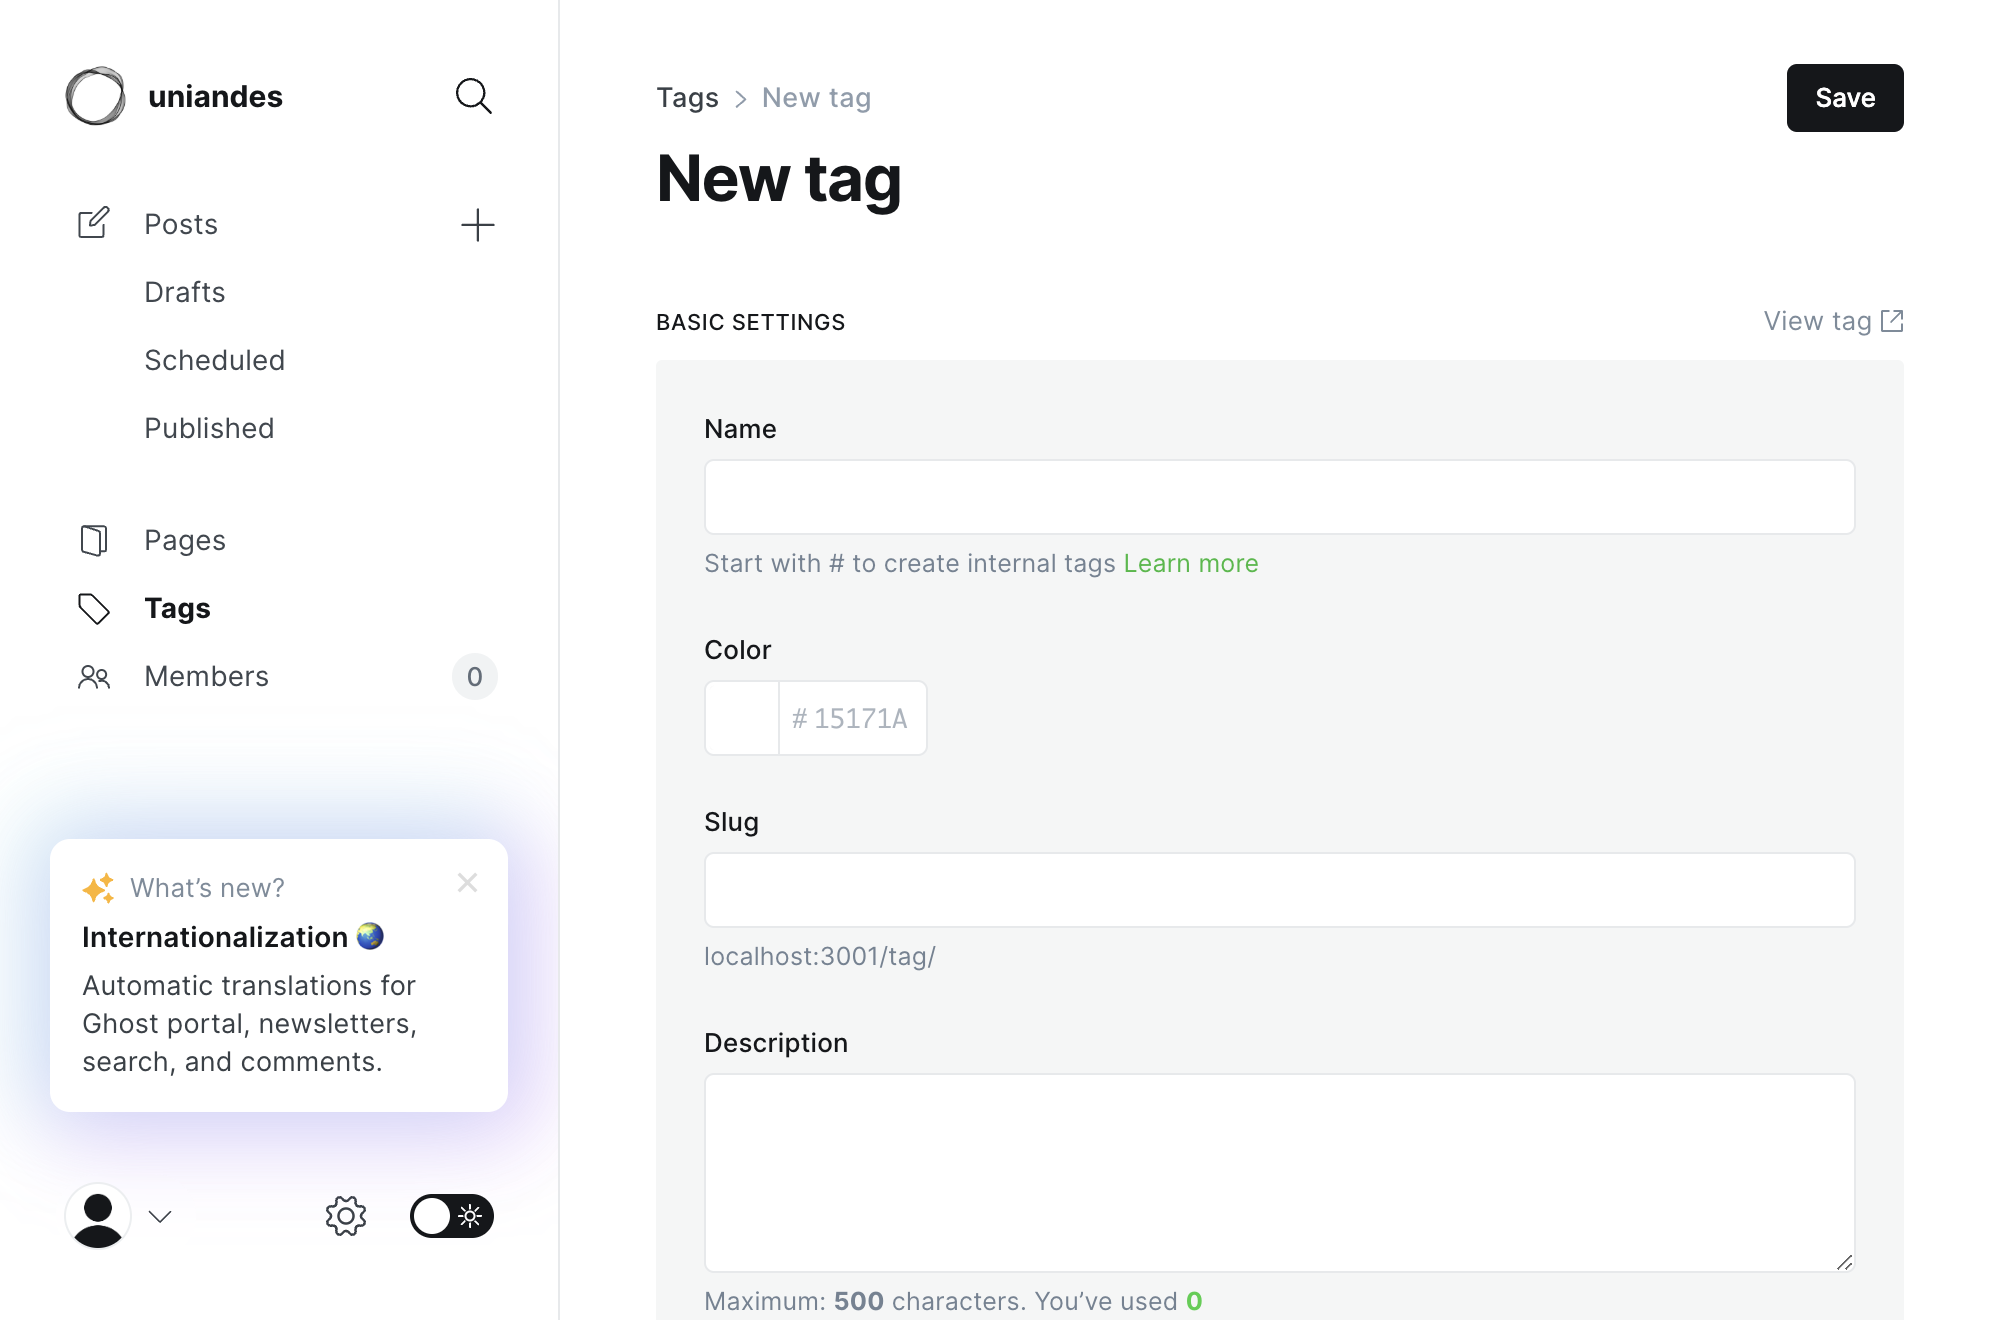 uniandes
Posts
Drafts
Scheduled
Published
Pages
Tags
Members
0
What’s new?
Internationalization 🌏
Automatic translations for
Ghost portal, newsletters,
search, and comments.
Tags > New tag
Save
New tag
BASIC SETTINGS
View tag
Name
Start with # to create internal tags Learn more
Color
# 15171A
Slug
localhost:3001/tag/
Description
Maximum: 500 characters. You’ve used 0